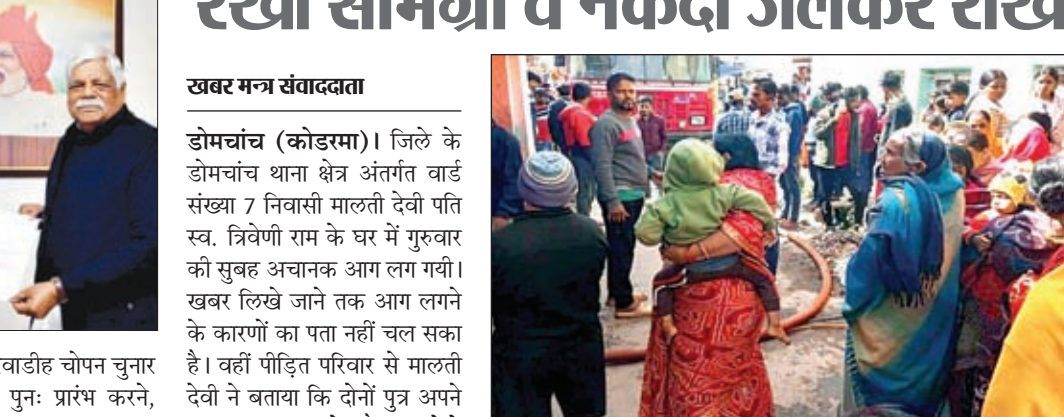 रखी सामग्री व नकदी जलकर राख
खबर मन्त्र संवाददाता
डोमचांच (कोडरमा)। जिले के
डोमचांच थाना क्षेत्र अंतर्गत वार्ड
संख्या 7 निवासी मालती देवी पति
स्व. त्रिवेणी राम के घर में गुरुवार
की सुबह अचानक आग लग गयी।
खबर लिखे जाने तक आग लगने
के कारणों का पता नहीं चल सका
है। वहीं पीड़ित परिवार से मालती
देवी ने बताया कि दोनों पुत्र अपने
वाडीह चोपन चुनार
पुनः प्रारंभ करने,